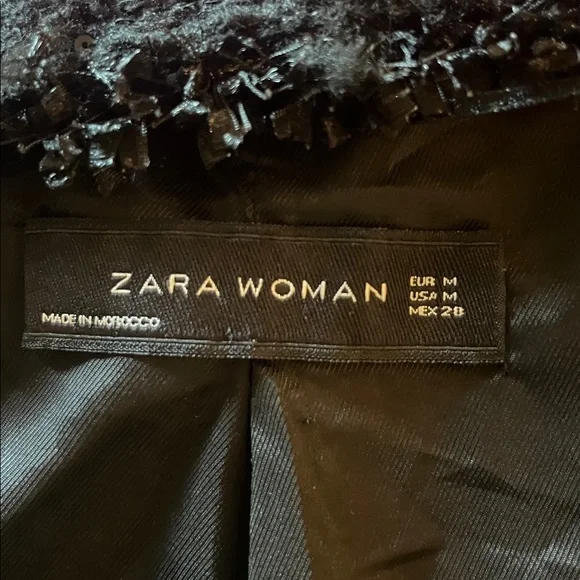 ZARA WOMAN
EUR M
USA M
MEX 28
MADE IN MOROCCO